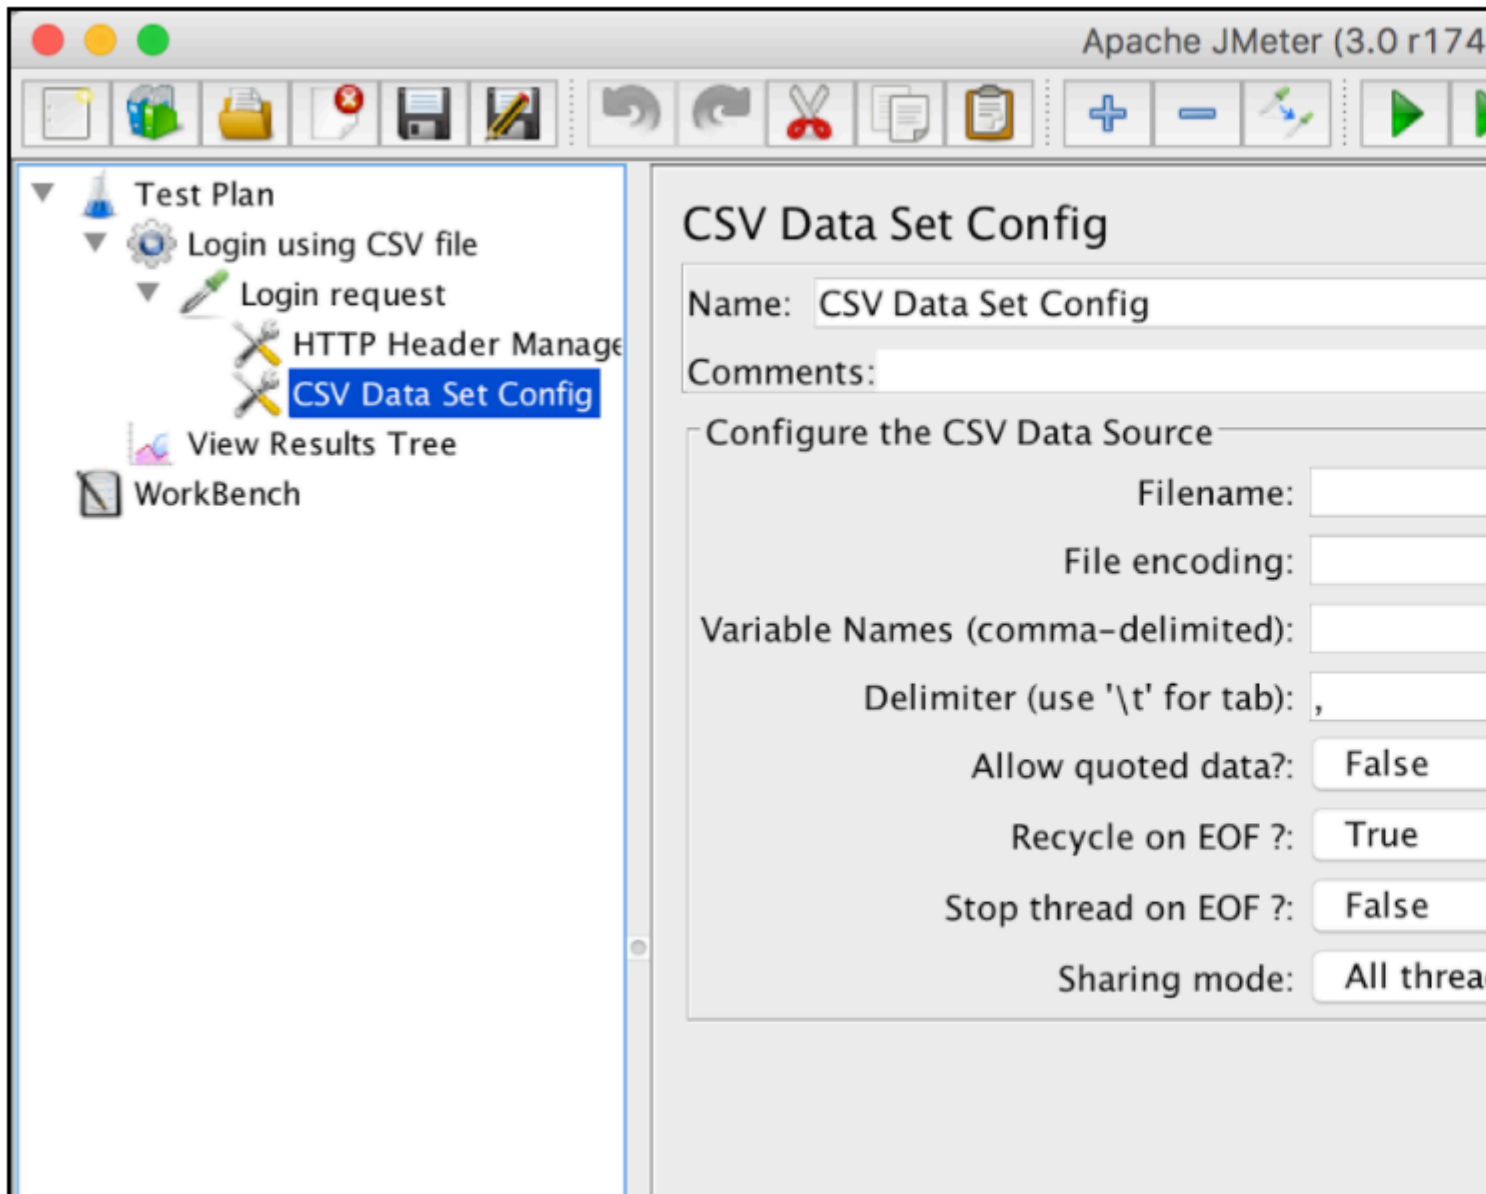 Apache JMeter (3.0 r174
Test Plan
Login using CSV file
Login request
HTTP Header Manage
CSV Data Set Config
View Results Tree
WorkBench
CSV Data Set Config
Name: CSV Data Set Config
Comments:
Configure the CSV Data Source
Filename:
File encoding:
Variable Names (comma-delimited):
Delimiter (use '\t' for tab): ,
Allow quoted data?: False
Recycle on EOF ?: True
Stop thread on EOF ?: False
Sharing mode: All threa